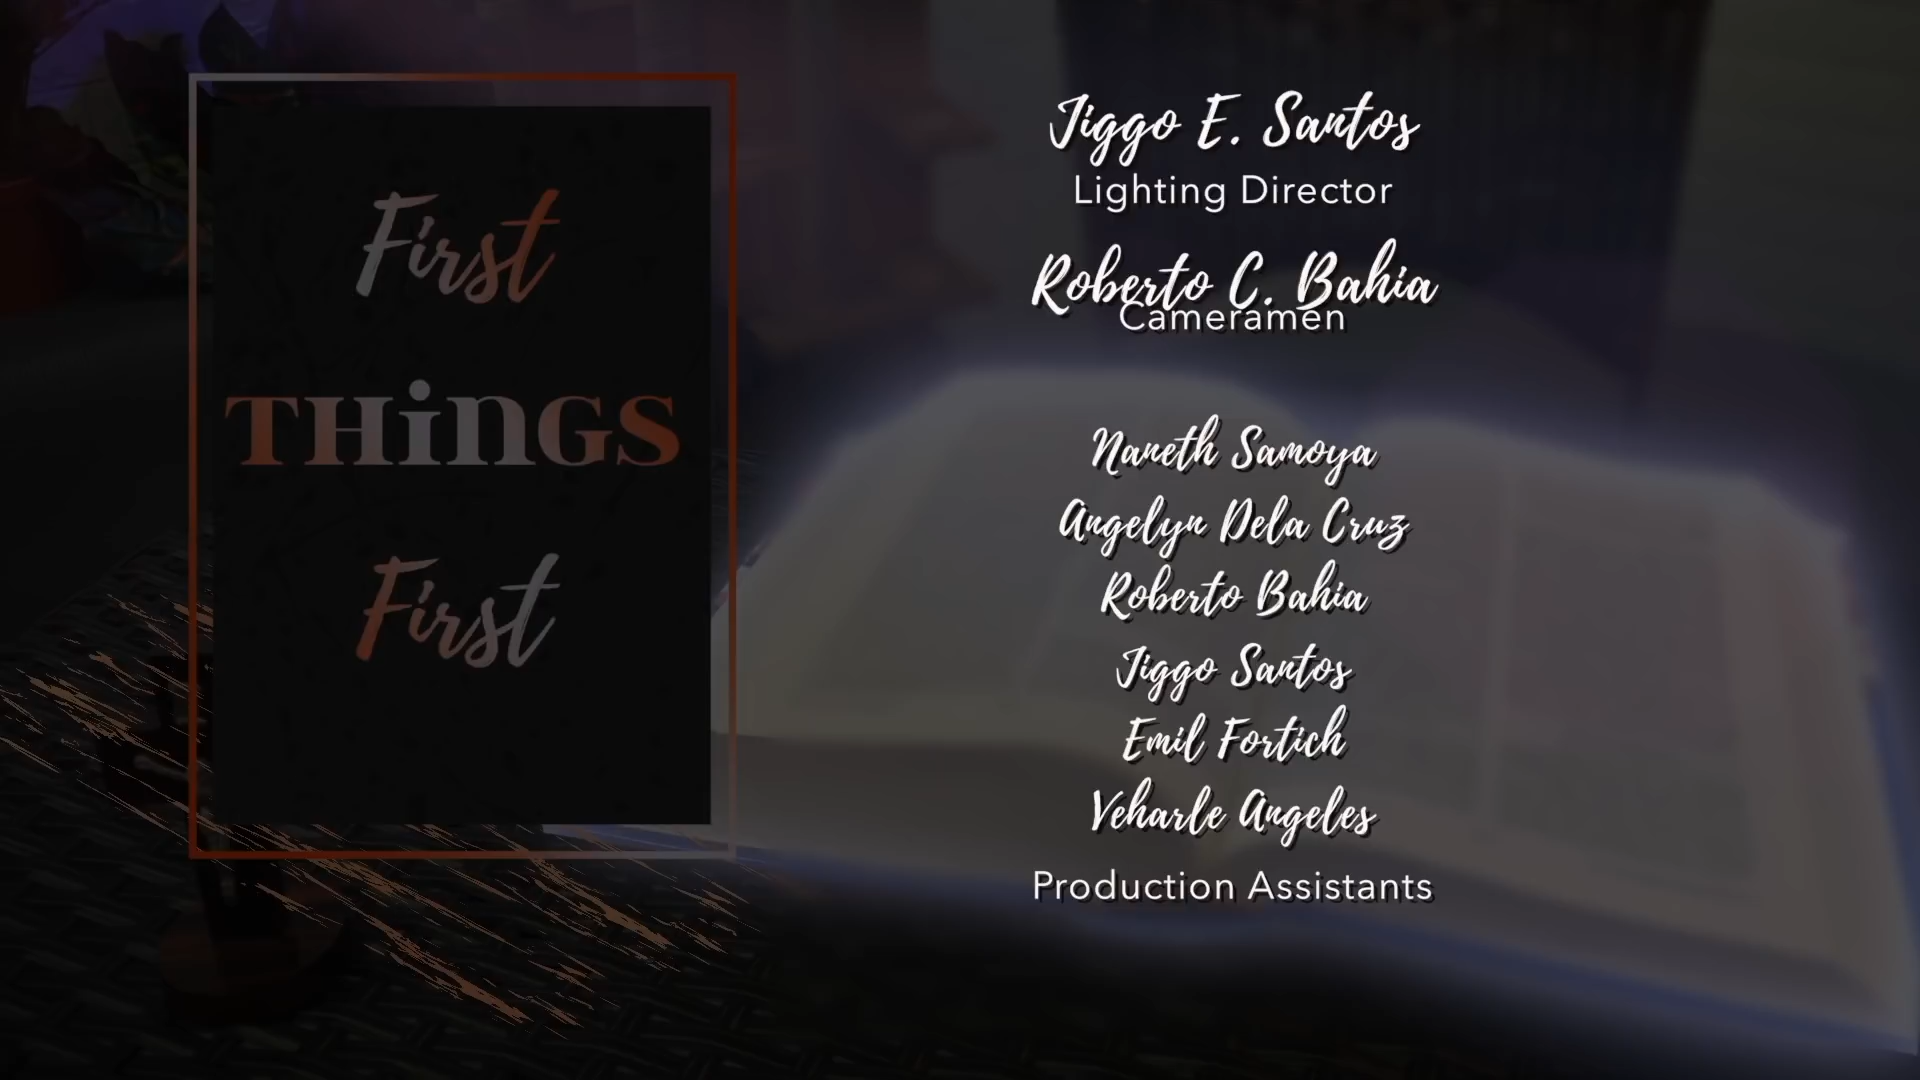 First
THiNGS
First
Jiggo E. Santos
Lighting Director
Roberto C. Bahia
Cameramen
Naneth Samoya
Angelyn Dela Cruz
Roberto Bahia
Jiggo Santos
Emil Fortich
Veharle Angeles
Production Assistants